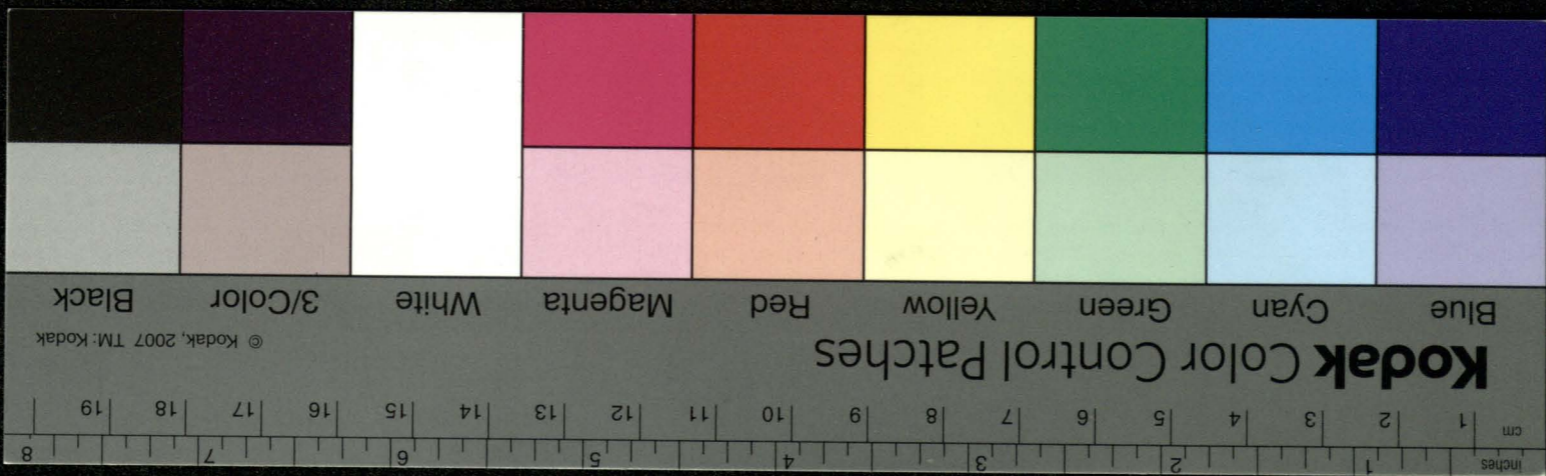 inches 1 2 3 4 5 6 7 8
cm 1 2 3 4 5 6 7 8 9 10 11 12 13 14 15 16 17 18 19
Kodak Color Control Patches
© Kodak, 2007 TM: Kodak
Blue Cyan Green Yellow Red Magenta White 3/Color Black